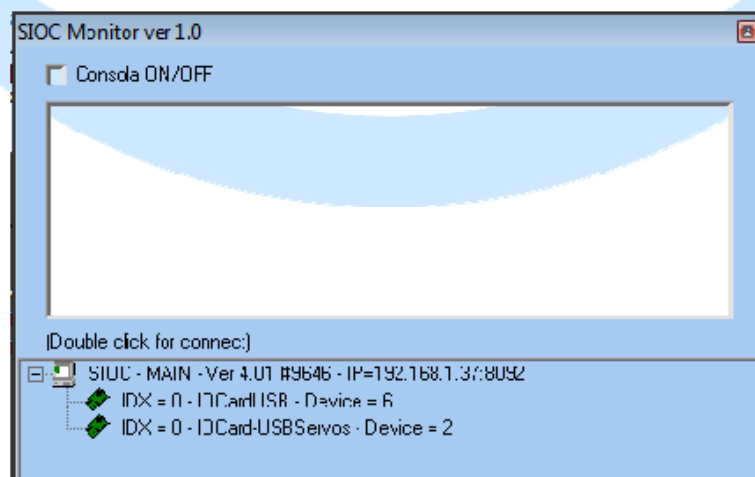 SIOC Monitor ver 1.0
Consola ON/OFF
(Double click for connect)
SIOC - MAIN - Ver 4.01 #9646 - IP=192.168.1.37:8092
IDX = 0 - IOCardUSB - Device = 6
IDX = 0 - IOCard-USBServos - Device = 2